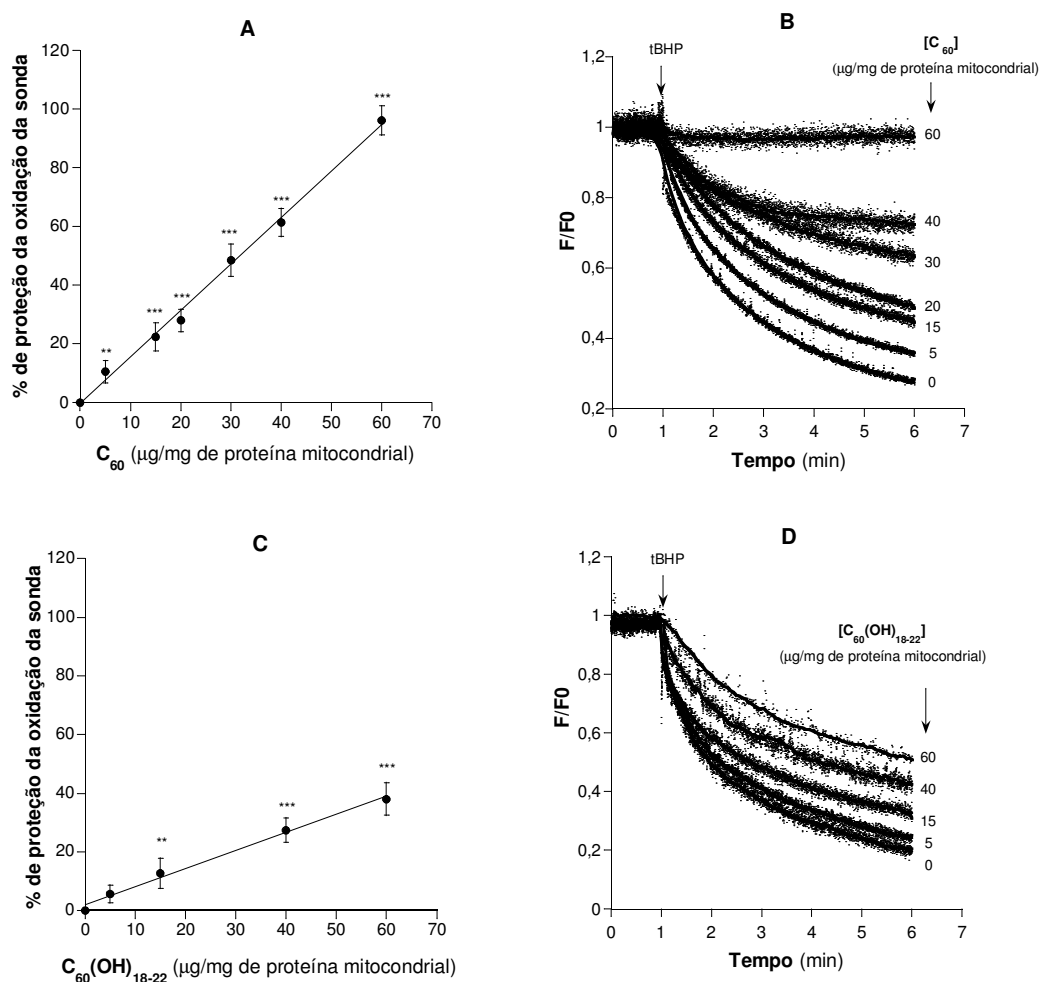 A
% de proteção da oxidação da sonda
120
100
80
60
40
20
0
**
***
***
***
***
***
0 10 20 30 40 50 60 70
C60 (µg/mg de proteína mitocondrial)
B
F/F0
1,2
1
0,8
0,6
0,4
0,2
tBHP
[C 60]
(µg/mg de proteína mitocondrial)
60
40
30
20
15
5
0
0 1 2 3 4 5 6 7
Tempo (min)
C
% de proteção da oxidação da sonda
120
100
80
60
40
20
0
**
***
***
0 10 20 30 40 50 60 70
C60(OH)18-22 (µg/mg de proteína mitocondrial)
D
F/F0
1,2
1
0,8
0,6
0,4
0,2
0
tBHP
[C60(OH)18-22]
(µg/mg de proteína mitocondrial)
60
40
15
5
0
0 1 2 3 4 5 6 7
Tempo (min)